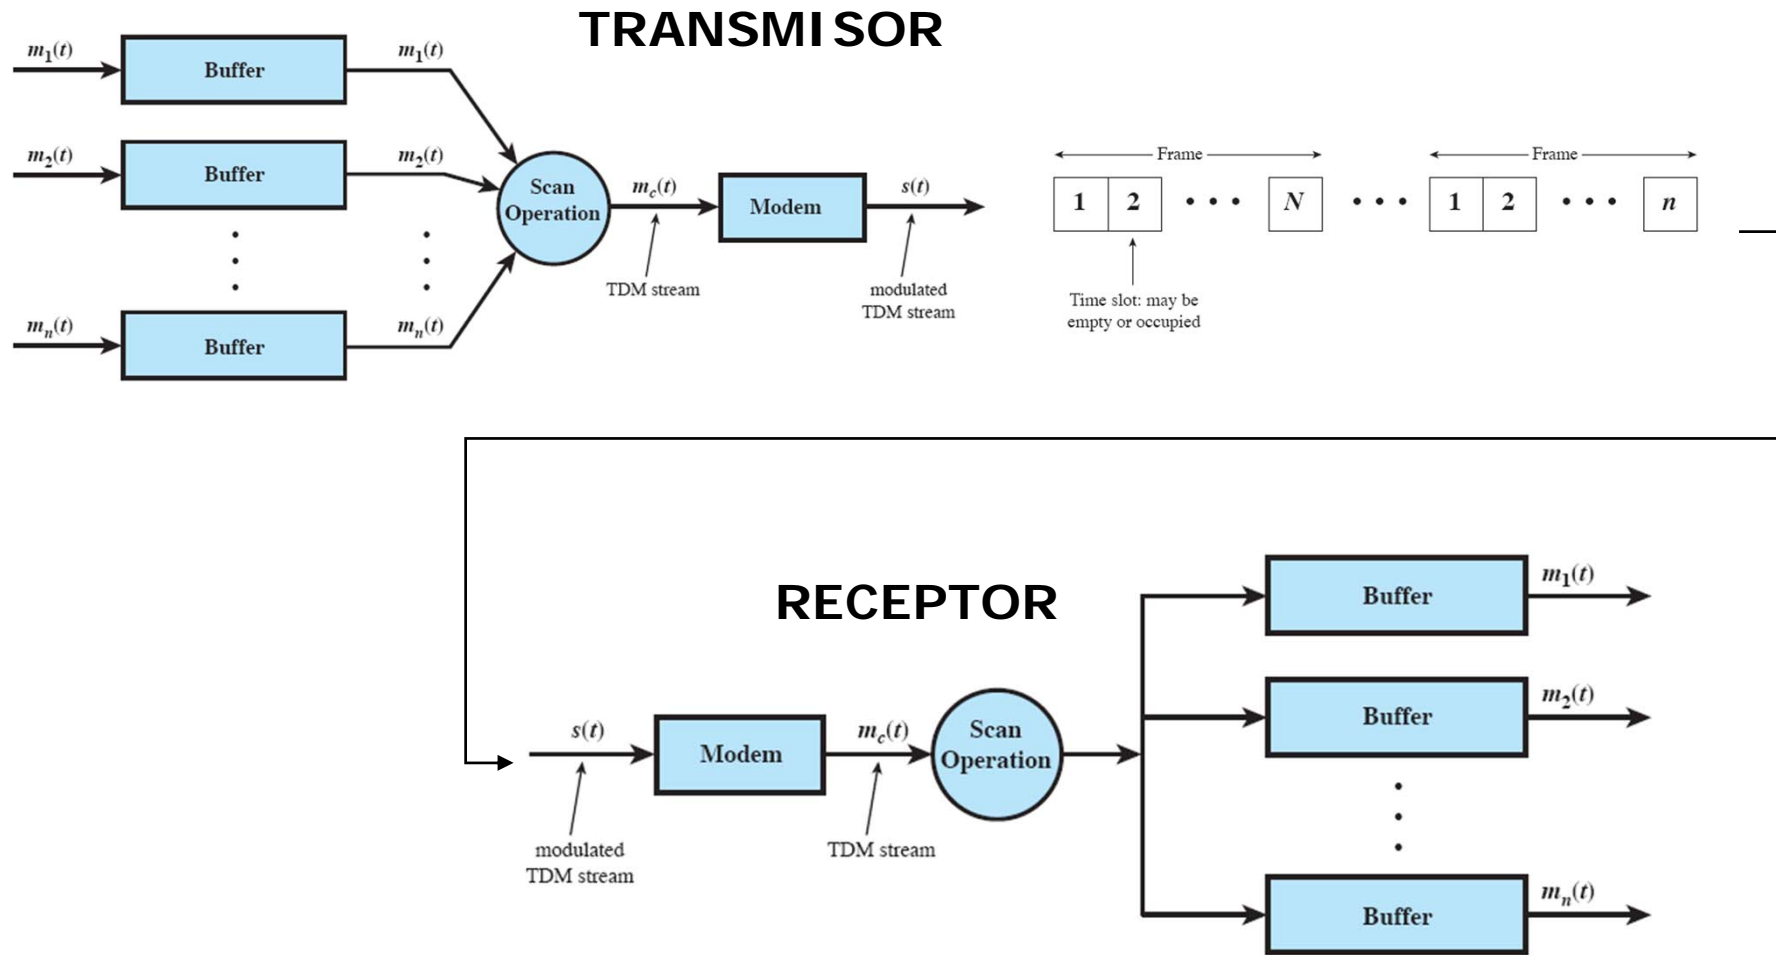 TRANSMISOR
m1(t)
Buffer
m1(t)
m2(t)
Buffer
m2(t)
mn(t)
Buffer
mn(t)
Scan
Operation
mc(t)
TDM stream
Modem
s(t)
modulated
TDM stream
Frame
1 2 • • • N
• • •
Frame
1 2 • • • n
Time slot: may be
empty or occupied
RECEPTOR
s(t)
modulated
TDM stream
Modem
mc(t)
TDM stream
Scan
Operation
Buffer
m1(t)
Buffer
m2(t)
Buffer
mn(t)